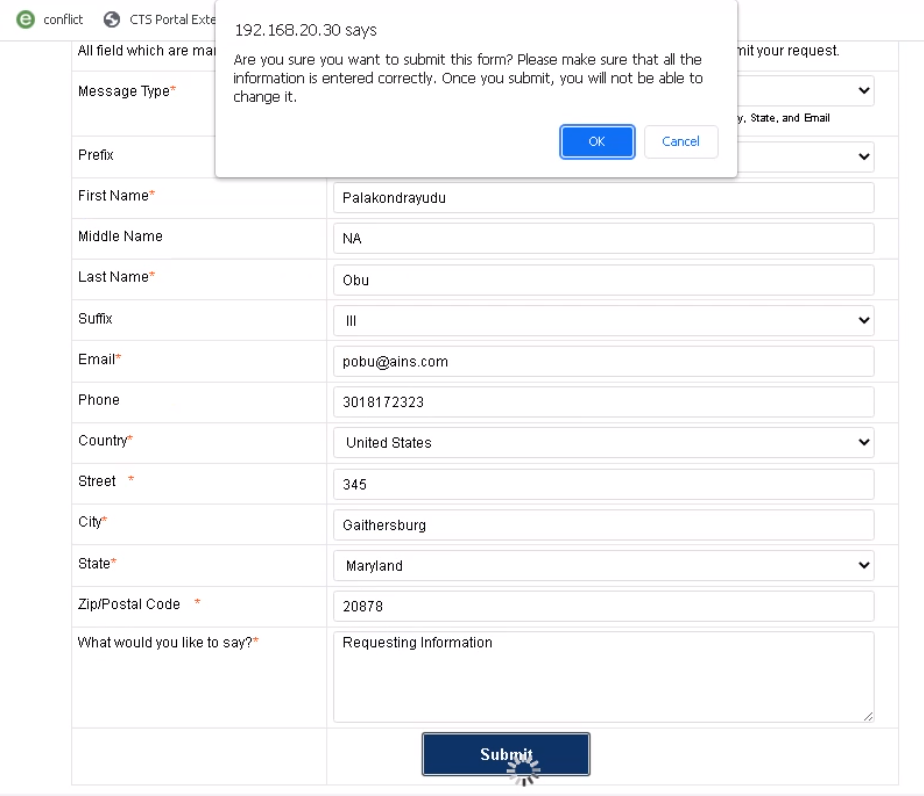 conflict CTS Portal Exte
192.168.20.30 says
Are you sure you want to submit this form? Please make sure that all the
information is entered correctly. Once you submit, you will not be able to
change it.
OK Cancel
All field which are mar
mit your request.
Message Type*
y, State, and Email
Prefix
First Name* Palakondrayudu
Middle Name NA
Last Name* Obu
Suffix III
Email* pobu@ains.com
Phone 3018172323
Country* United States
Street * 345
City* Gaithersburg
State* Maryland
Zip/Postal Code * 20878
What would you like to say?* Requesting Information
Submit